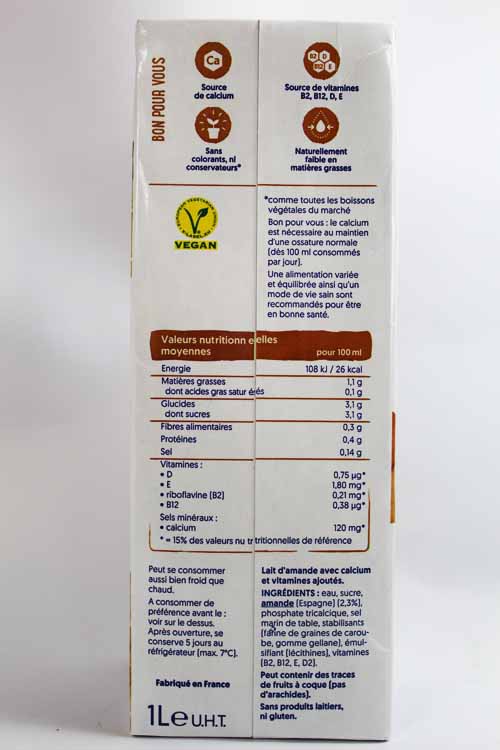 BON POUR VOUS
Ca
Source
de calcium
B2 D
B12 E
Source de vitamines
B2, B12, D, E
Sans
colorants, ni
conservateurs*
Naturellement
faible en
matières grasses
VEGAN
*comme toutes les boissons
végétales du marché
Bon pour vous : le calcium
est nécessaire au maintien
d'une ossature normale
(dès 100 ml consommés
par jour).
Une alimentation variée
et équilibrée ainsi qu'un
mode de vie sain sont
recommandés pour être
en bonne santé.
Valeurs nutritionn elles
moyennes pour 100 ml
Energie 108 kJ / 26 kcal
Matières grasses 1,1 g
dont acides gras satur és 0,1 g
Glucides 3,1 g
dont sucres 3,1 g
Fibres alimentaires 0,3 g
Protéines 0,4 g
Sel 0,14 g
Vitamines :
• D 0,75 µg*
• E 1,80 mg*
• riboflavine (B2) 0,21 mg*
• B12 0,38 µg*
Sels minéraux :
• calcium 120 mg*
* = 15% des valeurs nu tritionnelles de référence
Peut se consommer
aussi bien froid que
chaud.
A consommer de
préférence avant le :
voir sur le dessus.
Après ouverture, se
conserve 5 jours au
réfrigérateur (max. 7°C).
Fabriqué en France
1L e U.H.T.
Lait d'amande avec calcium
et vitamines ajoutés.
INGRÉDIENTS : eau, sucre,
amande (Espagne) (2,3%),
phosphate tricalcique, sel
marin de table, stabilisants
(farine de graines de carou-
be, gomme gellane), émul-
sifiant (lécithines), vitamines
(B2, B12, E, D2).
Peut contenir des traces
de fruits à coque (pas
d'arachides).
Sans produits laitiers,
ni gluten.